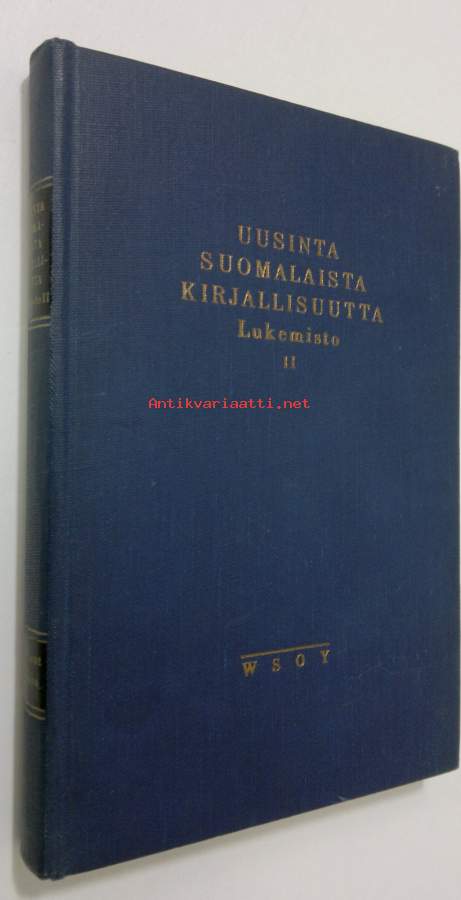 UUSINTA
SUOMALAISTA
KIRJALLISUUTTA
Lukemisto
II
Antikvariaatti.net
WSOY